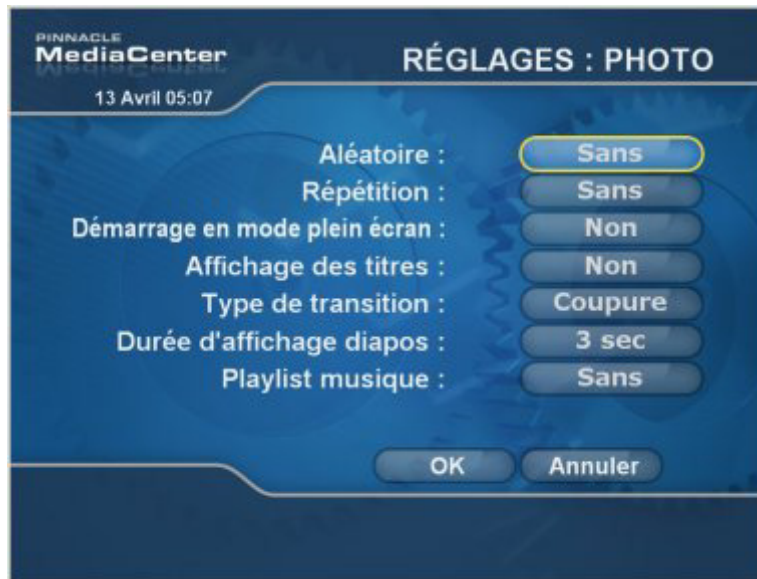 PINNACLE
MediaCenter
RÉGLAGES : PHOTO
13 Avril 05:07
Aléatoire : Sans
Répétition : Sans
Démarrage en mode plein écran : Non
Affichage des titres : Non
Type de transition : Coupure
Durée d'affichage diapos : 3 sec
Playlist musique : Sans
OK Annuler